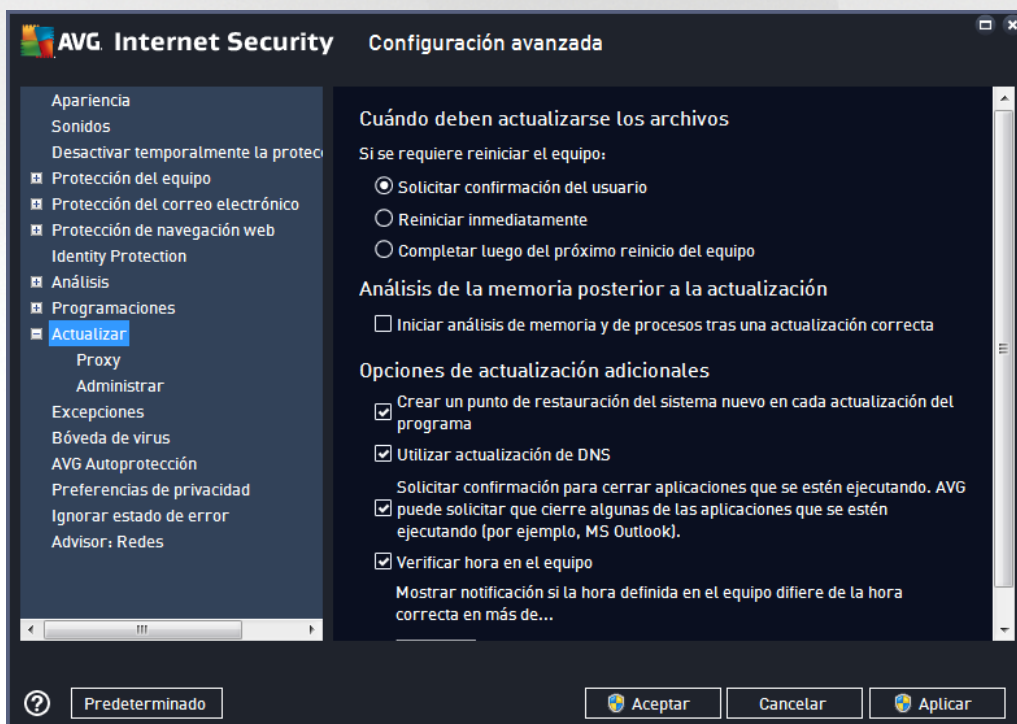 AVG. Internet Security Configuración avanzada
Apariencia
Sonidos
Desactivar temporalmente la protec
Protección del equipo
Protección del correo electrónico
Protección de navegación web
Identity Protection
Análisis
Programaciones
Actualizar
Proxy
Administrar
Excepciones
Bóveda de virus
AVG Autoprotección
Preferencias de privacidad
Ignorar estado de error
Advisor: Redes
Cuándo deben actualizarse los archivos
Si se requiere reiniciar el equipo:
Solicitar confirmación del usuario
Reiniciar inmediatamente
Completar luego del próximo reinicio del equipo
Análisis de la memoria posterior a la actualización
Iniciar análisis de memoria y de procesos tras una actualización correcta
Opciones de actualización adicionales
Crear un punto de restauración del sistema nuevo en cada actualización del
programa
Utilizar actualización de DNS
Solicitar confirmación para cerrar aplicaciones que se estén ejecutando. AVG
puede solicitar que cierre algunas de las aplicaciones que se estén
ejecutando (por ejemplo, MS Outlook).
Verificar hora en el equipo
Mostrar notificación si la hora definida en el equipo difiere de la hora
correcta en más de...
? Predeterminado Aceptar Cancelar Aplicar